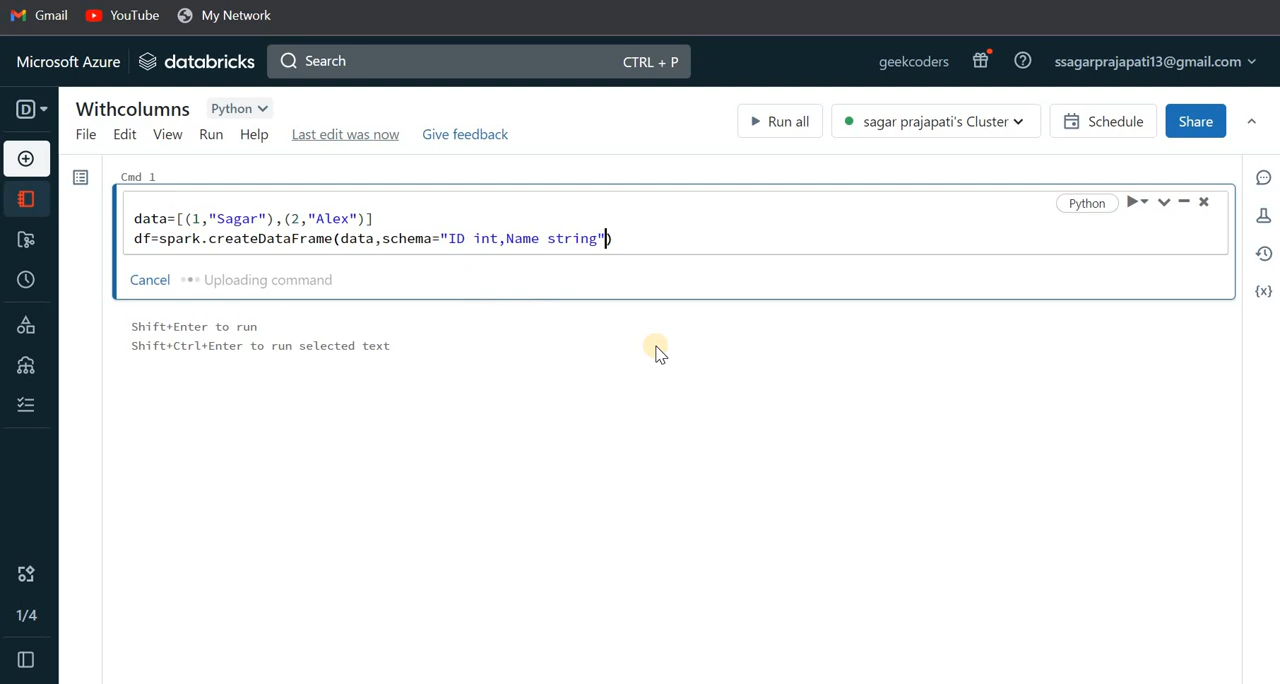 Gmail YouTube My Network
Microsoft Azure databricks Search CTRL + P geekcoders ssagarprajapati13@gmail.com
D Withcolumns Python
File Edit View Run Help Last edit was now Give feedback Run all sagar prajapati's Cluster Schedule Share
Cmd 1
Python
data=[(1,"Sagar"),(2,"Alex")]
df=spark.createDataFrame(data,schema="ID int,Name string")
Cancel Uploading command
{x}
Shift+Enter to run
Shift+Ctrl+Enter to run selected text
1/4